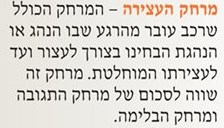 מרחק העצירה – המרחק הכולל
שרכב עובר מהרגע שבו הנהג או
הנהגת הבחינו בצורך לעצור ועד
לעצירתו המוחלטת. מרחק זה
שווה לסכום של מרחק התגובה
ומרחק הבלימה.